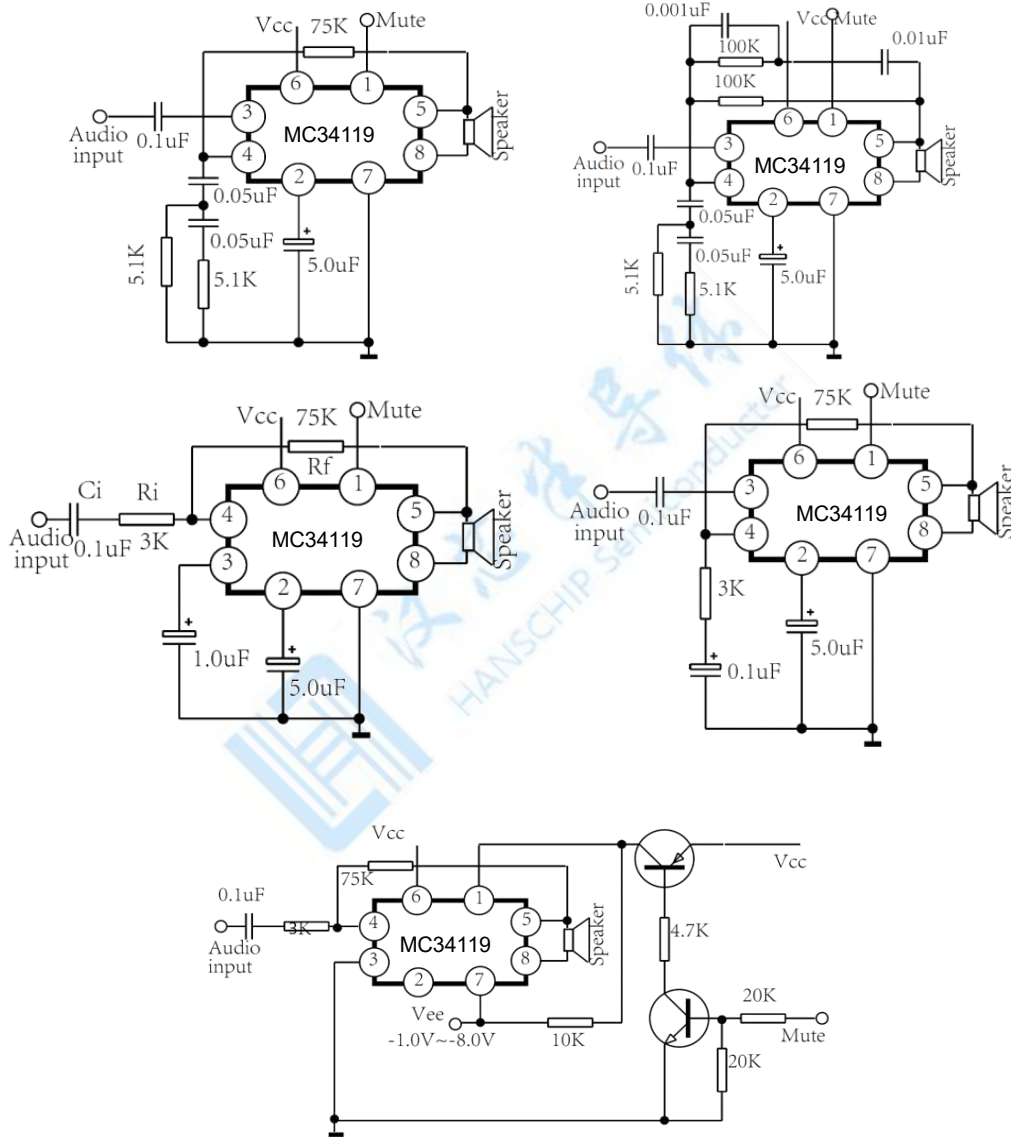 Vcc
75K
Mute
6
1
3
5
Audio
input
0.1uF
MC34119
Speaker
4
8
2
7
0.05uF
0.05uF
5.1K
5.1K
5.0uF
0.001uF
Vcc
Mute
0.01uF
100K
100K
6
1
3
5
Audio
input
0.1uF
MC34119
Speaker
4
8
2
7
0.05uF
0.05uF
5.1K
5.1K
5.0uF
Vcc
75K
Mute
Rf
6
1
Ci
Ri
4
5
Audio
input
0.1uF
3K
MC34119
Speaker
3
8
2
7
1.0uF
5.0uF
Vcc
75K
Mute
6
1
3
5
Audio
input
0.1uF
MC34119
Speaker
4
8
2
7
3K
0.1uF
5.0uF
汉芯半导体
HANSCHIP Semiconductor
Vcc
Vcc
75K
0.1uF
6
1
3K
4
5
Audio
input
MC34119
Speaker
3
8
2
7
4.7K
Vee
-1.0V~-8.0V
10K
20K
Mute
20K